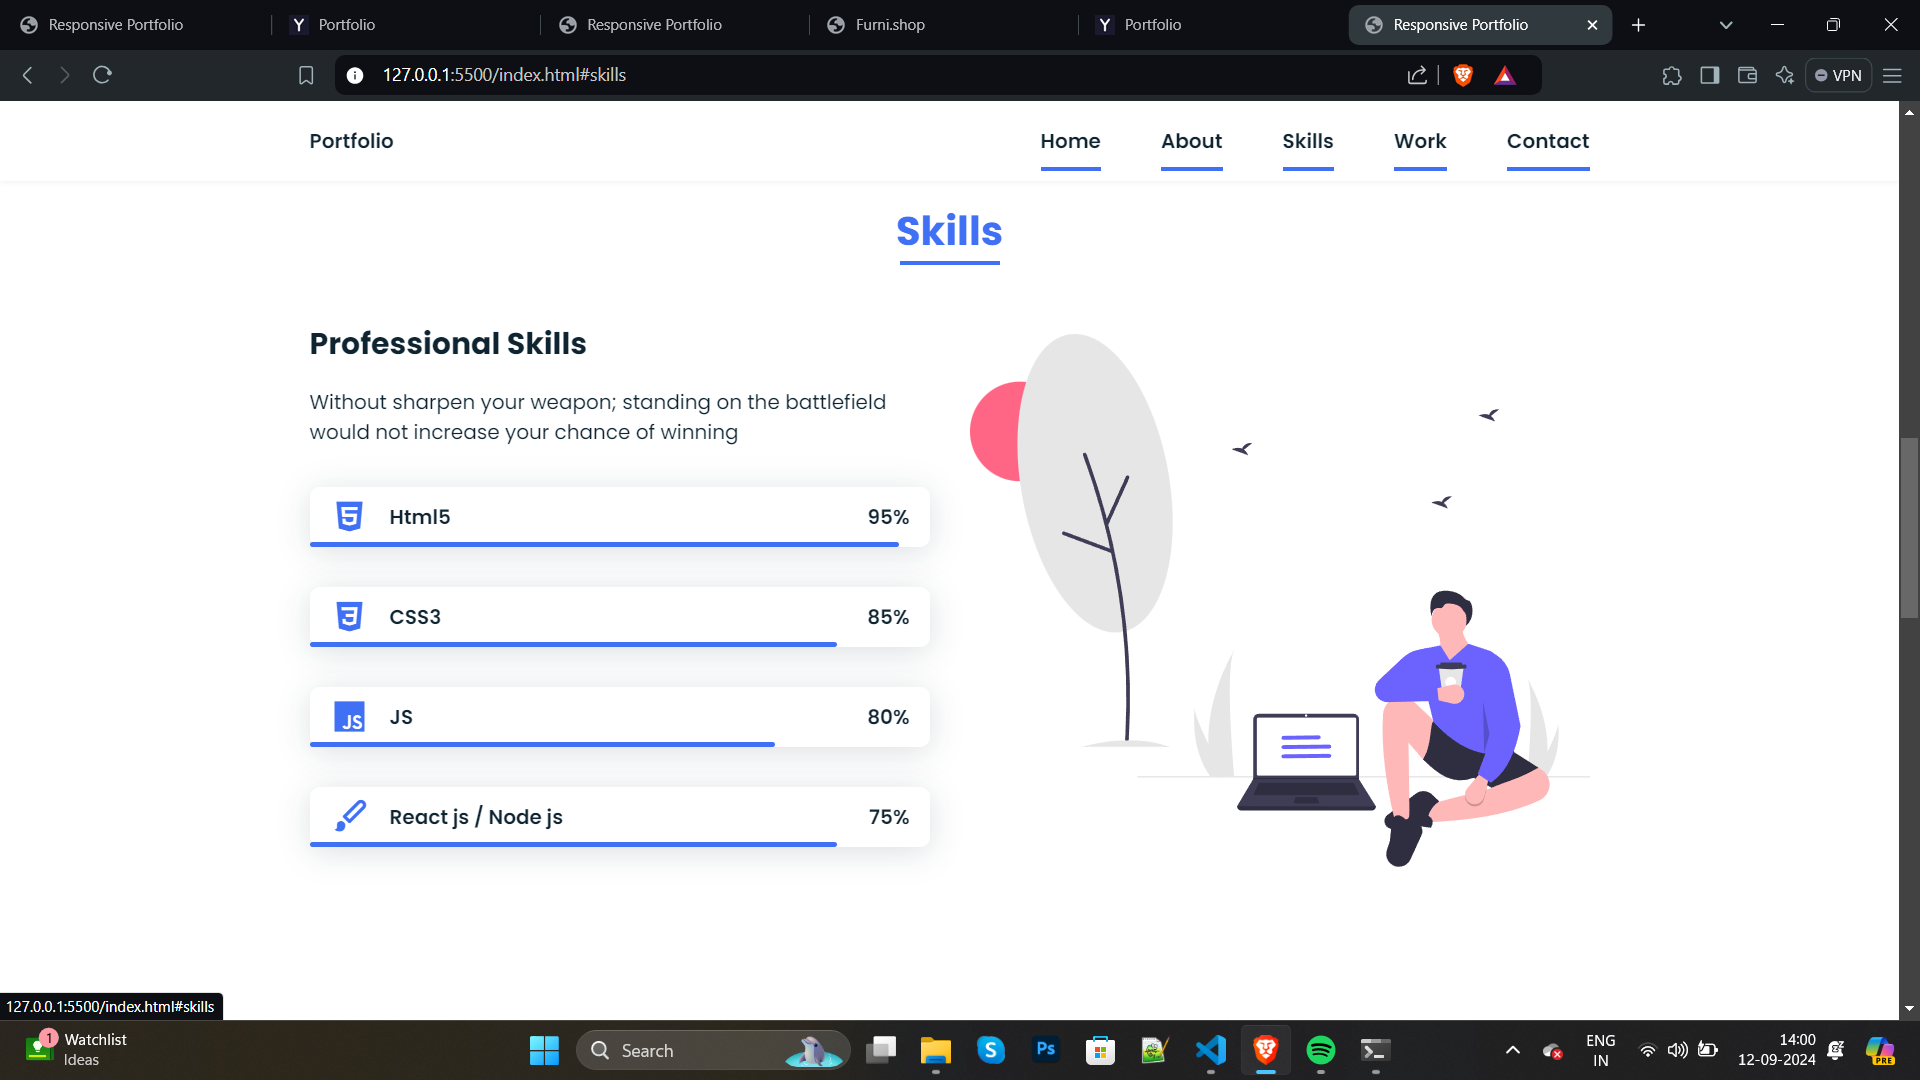 Responsive Portfolio
Portfolio
Responsive Portfolio
Furni.shop
Portfolio
Responsive Portfolio
127.0.0.1:5500/index.html#skills
VPN
Portfolio
Home
About
Skills
Work
Contact
Skills
Professional Skills
Without sharpen your weapon; standing on the battlefield
would not increase your chance of winning
Html5
95%
CSS3
85%
JS
JS
80%
React js / Node js
75%
127.0.0.1:5500/index.html#skills
1
Watchlist
Ideas
Search
S
Ps
ENG
IN
14:00
12-09-2024
PRE